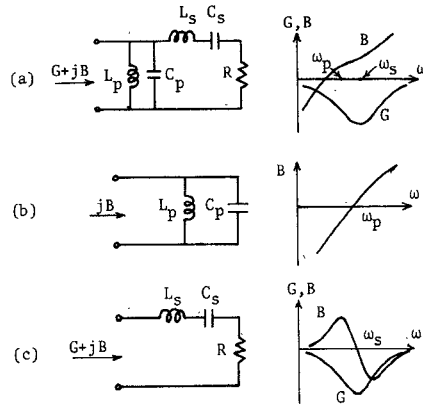 L_s C_s
G, B
(a) G+jB L_p C_p R
B
ω_p ω_s ω
G
B
(b) jB L_p C_p
ω
ω_p
L_s C_s
G,B
(c) G+jB R
B
ω_s ω
G